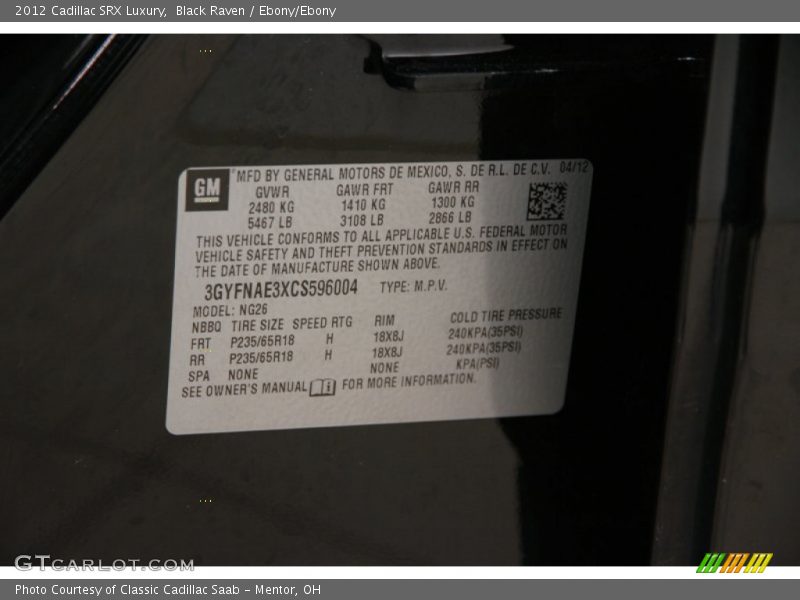 2012 Cadillac SRX Luxury, Black Raven / Ebony/Ebony
GM
MFD BY GENERAL MOTORS DE MEXICO, S. DE R.L. DE C.V. 04/12
GVWR GAWR FRT GAWR RR
2480 KG 1410 KG 1300 KG
5467 LB 3108 LB 2866 LB
THIS VEHICLE CONFORMS TO ALL APPLICABLE U.S. FEDERAL MOTOR
VEHICLE SAFETY AND THEFT PREVENTION STANDARDS IN EFFECT ON
THE DATE OF MANUFACTURE SHOWN ABOVE.
3GYFNAE3XCS596004 TYPE: M.P.V.
MODEL: NG26
NBBQ TIRE SIZE SPEED RTG RIM COLD TIRE PRESSURE
FRT P235/65R18 H 18X8J 240KPA(35PSI)
RR P235/65R18 H 18X8J 240KPA(35PSI)
SPA NONE NONE KPA(PSI)
SEE OWNER'S MANUAL FOR MORE INFORMATION.
GTCARLOT.COM
Photo Courtesy of Classic Cadillac Saab - Mentor, OH